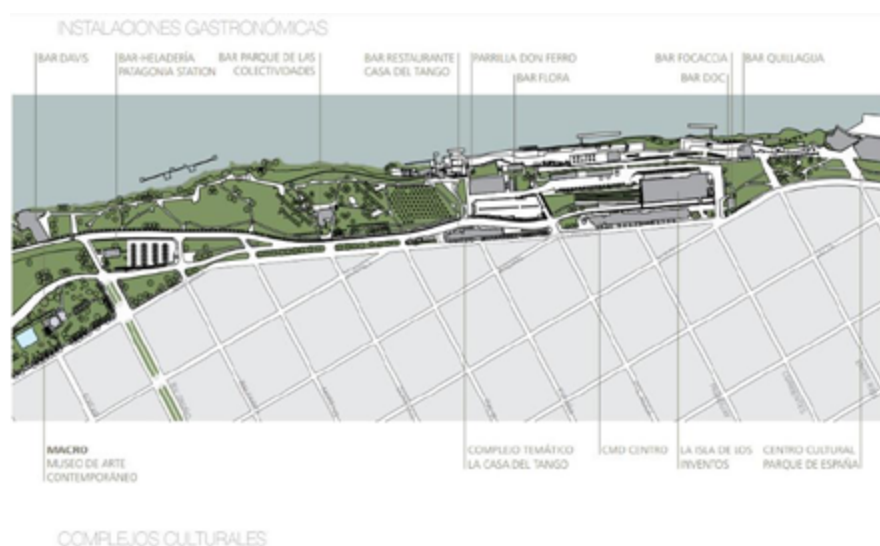 INSTALACIONES GASTRONÓMICAS
BAR DAVIS
BAR-HELADERÍA
PATAGONIA STATION
BAR PARQUE DE LAS
COLECTIVIDADES
BAR RESTAURANTE
CASA DEL TANGO
PARRILLA DON FERRO
BAR FLORA
BAR FOCACCIA
BAR DOC
BAR QUILLAGUA
MACRO
MUSEO DE ARTE
CONTEMPORÁNEO
COMPLEJO TEMÁTICO
LA CASA DEL TANGO
CMD CENTRO
LA ISLA DE LOS
INVENTOS
CENTRO CULTURAL
PARQUE DE ESPAÑA
COMPLEJOS CULTURALES